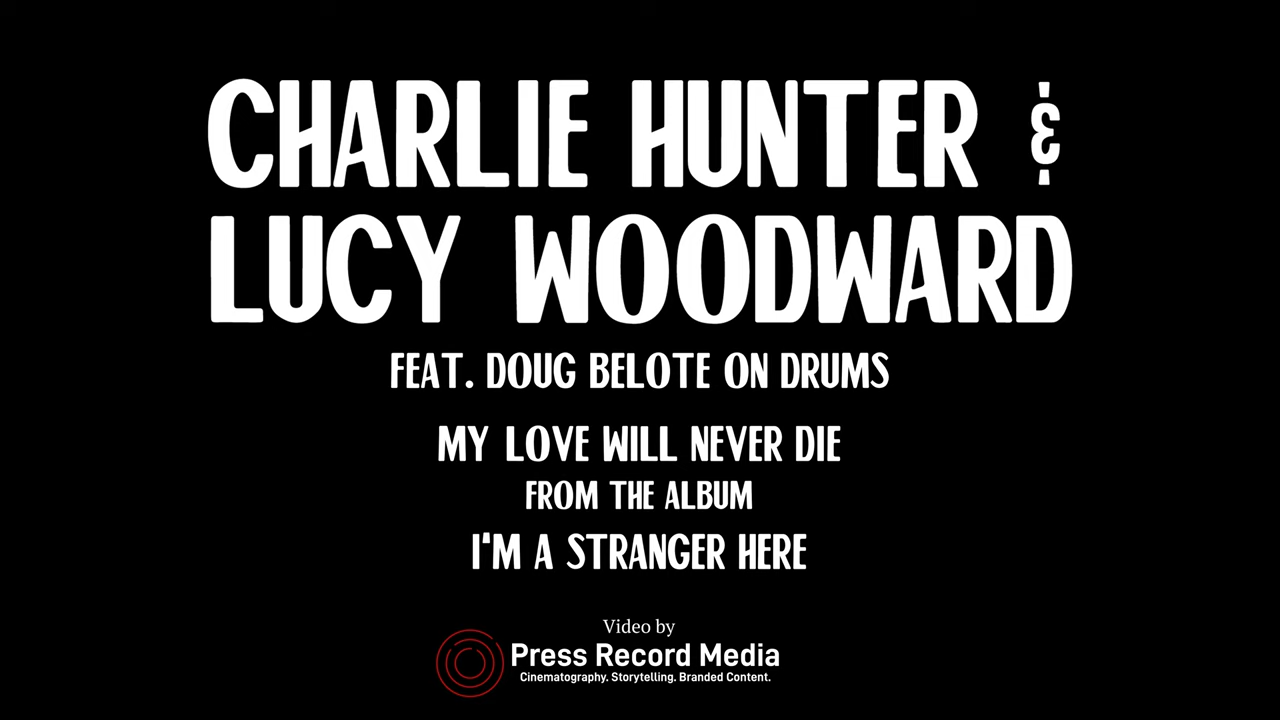 CHARLIE HUNTER &
LUCY WOODWARD
FEAT. DOUG BELOTE ON DRUMS
MY LOVE WILL NEVER DIE
FROM THE ALBUM
I'M A STRANGER HERE
Video by
Press Record Media
Cinematography. Storytelling. Branded Content.